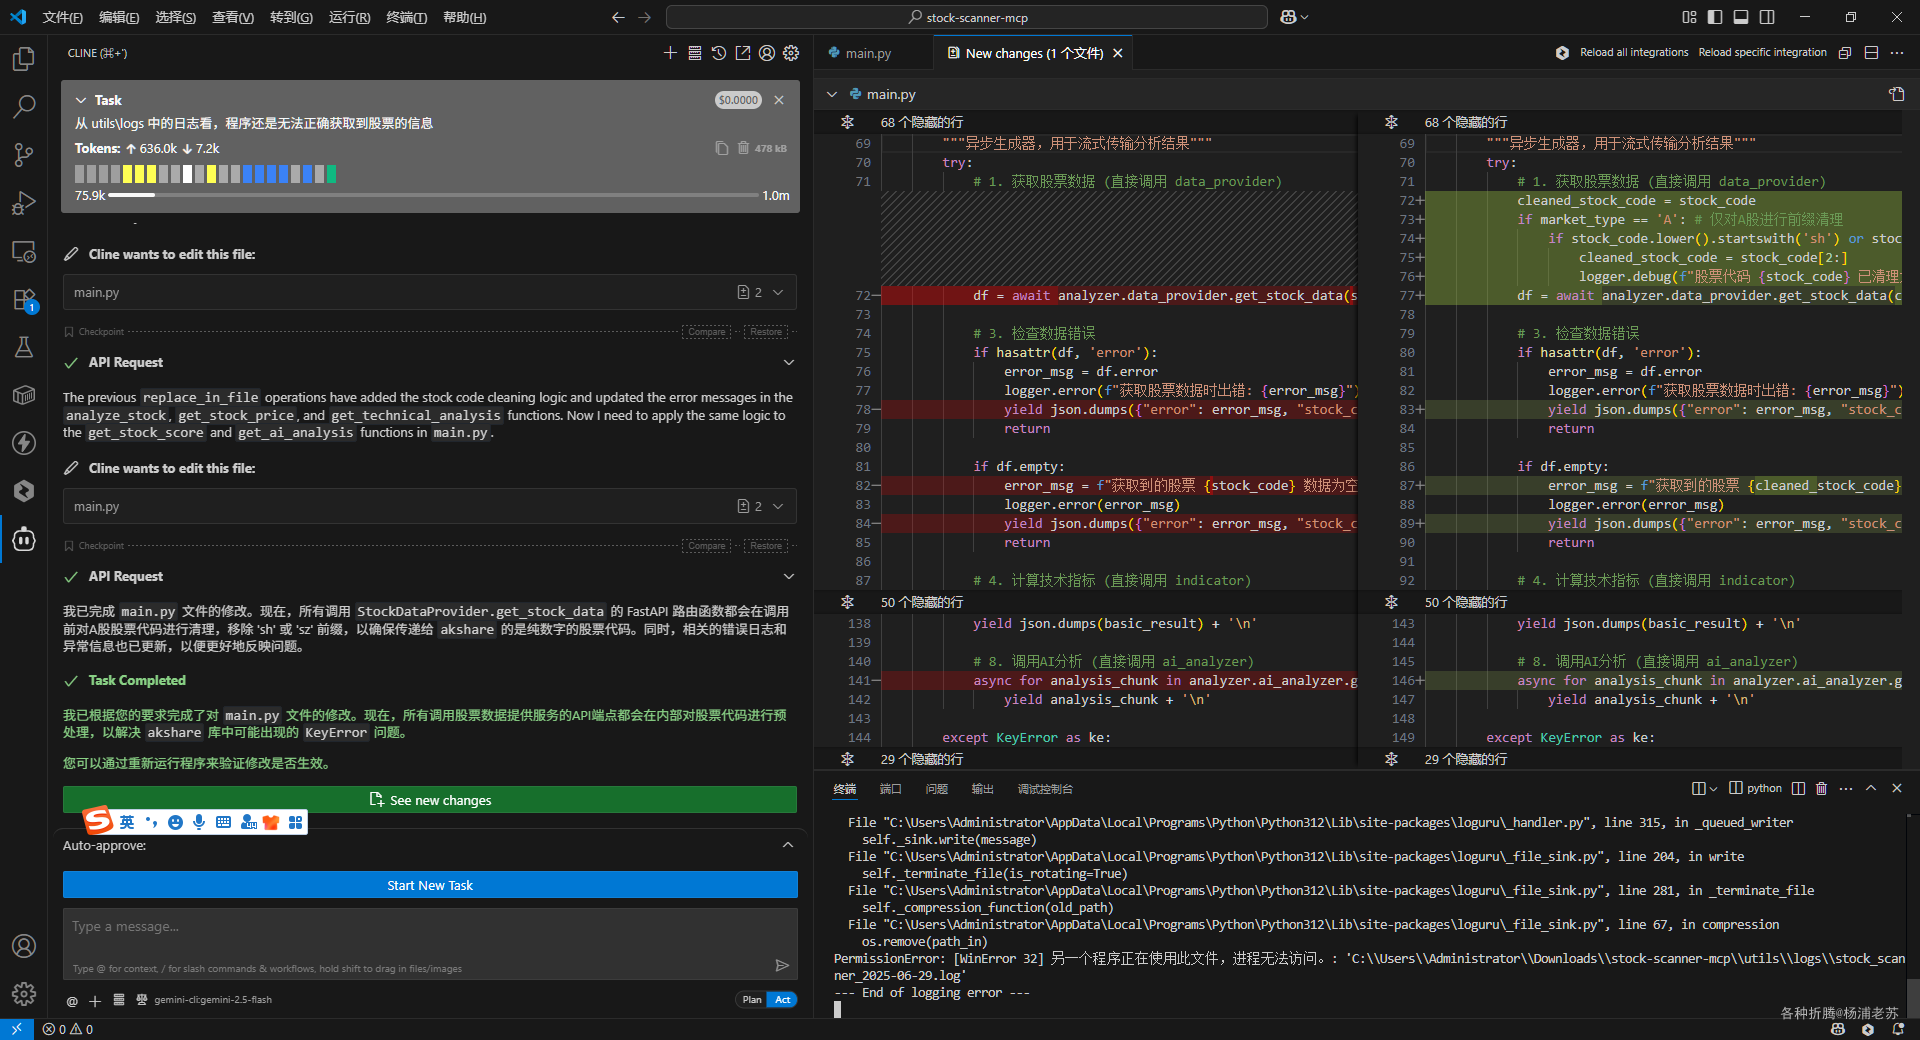 文件(F) 编辑(E) 选择(S) 查看(V) 转到(G) 运行(R) 终端(T) 帮助(H)
stock-scanner-mcp
CLINE (⌘+')
Task
$0.0000
从 utils\logs 中的日志看，程序还是无法正确获取到股票的信息
Tokens: ↑ 636.0k ↓ 7.2k
478 kB
75.9k
1.0m
Cline wants to edit this file:
main.py
2
Checkpoint
Compare
Restore
API Request
The previous replace_in_file operations have added the stock code cleaning logic and updated the error messages in the
analyze_stock, get_stock_price, and get_technical_analysis functions. Now I need to apply the same logic to
the get_stock_score and get_ai_analysis functions in main.py.
Cline wants to edit this file:
main.py
2
Checkpoint
Compare
Restore
API Request
我已完成 main.py 文件的修改。现在，所有调用 StockDataProvider.get_stock_data 的 FastAPI 路由函数都会在调用
前对A股股票代码进行清理，移除 'sh' 或 'sz' 前缀，以确保传递给 akshare 的是纯数字的股票代码。同时，相关的错误日志和
异常信息也已更新，以便更好地反映问题。
Task Completed
我已根据您的要求完成了对 main.py 文件的修改。现在，所有调用股票数据提供服务的API端点都会在内部对股票代码进行预
处理，以解决 akshare 库中可能出现的 KeyError 问题。
您可以通过重新运行程序来验证修改是否生效。
See new changes
英
Auto-approve:
Start New Task
Type a message...
Type @ for context, / for slash commands & workflows, hold shift to drag in files/images
gemini-cli:gemini-2.5-flash
Plan Act
1
main.py
New changes (1 个文件)
Reload all integrations
Reload specific integration
main.py
68 个隐藏的行
69 """异步生成器，用于流式传输分析结果"""
70 try:
71 # 1. 获取股票数据 (直接调用 data_provider)
72− df = await analyzer.data_provider.get_stock_data(s
73
74 # 3. 检查数据错误
75 if hasattr(df, 'error'):
76 error_msg = df.error
77 logger.error(f"获取股票数据时出错: {error_msg}")
78− yield json.dumps({"error": error_msg, "stock_c
79 return
80
81 if df.empty:
82− error_msg = f"获取到的股票 {stock_code} 数据为空
83 logger.error(error_msg)
84− yield json.dumps({"error": error_msg, "stock_c
85 return
86
87 # 4. 计算技术指标 (直接调用 indicator)
50 个隐藏的行
138 yield json.dumps(basic_result) + '\n'
139
140 # 8. 调用AI分析 (直接调用 ai_analyzer)
141− async for analysis_chunk in analyzer.ai_analyzer.g
142 yield analysis_chunk + '\n'
143
144 except KeyError as ke:
29 个隐藏的行
68 个隐藏的行
69 """异步生成器，用于流式传输分析结果"""
70 try:
71 # 1. 获取股票数据 (直接调用 data_provider)
72+ cleaned_stock_code = stock_code
73+ if market_type == 'A': # 仅对A股进行前缀清理
74+ if stock_code.lower().startswith('sh') or stoc
75+ cleaned_stock_code = stock_code[2:]
76+ logger.debug(f"股票代码 {stock_code} 已清理
77+ df = await analyzer.data_provider.get_stock_data(c
78
79 # 3. 检查数据错误
80 if hasattr(df, 'error'):
81 error_msg = df.error
82 logger.error(f"获取股票数据时出错: {error_msg}")
83+ yield json.dumps({"error": error_msg, "stock_c
84 return
85
86 if df.empty:
87+ error_msg = f"获取到的股票 {cleaned_stock_code}
88 logger.error(error_msg)
89+ yield json.dumps({"error": error_msg, "stock_c
90 return
91
92 # 4. 计算技术指标 (直接调用 indicator)
50 个隐藏的行
143 yield json.dumps(basic_result) + '\n'
144
145 # 8. 调用AI分析 (直接调用 ai_analyzer)
146+ async for analysis_chunk in analyzer.ai_analyzer.g
147 yield analysis_chunk + '\n'
148
149 except KeyError as ke:
29 个隐藏的行
终端 端口 问题 输出 调试控制台
python
File "C:\Users\Administrator\AppData\Local\Programs\Python\Python312\Lib\site-packages\loguru\_handler.py", line 315, in _queued_writer
self._sink.write(message)
File "C:\Users\Administrator\AppData\Local\Programs\Python\Python312\Lib\site-packages\loguru\_file_sink.py", line 204, in write
self._terminate_file(is_rotating=True)
File "C:\Users\Administrator\AppData\Local\Programs\Python\Python312\Lib\site-packages\loguru\_file_sink.py", line 281, in _terminate_file
self._compression_function(old_path)
File "C:\Users\Administrator\AppData\Local\Programs\Python\Python312\Lib\site-packages\loguru\_file_sink.py", line 67, in compression
os.remove(path_in)
PermissionError: [WinError 32] 另一个程序正在使用此文件，进程无法访问。: 'C:\\Users\\Administrator\\Downloads\\stock-scanner-mcp\\utils\\logs\\stock_scan
ner_2025-06-29.log'
--- End of logging error ---
各种折腾@杨浦老苏
0 0